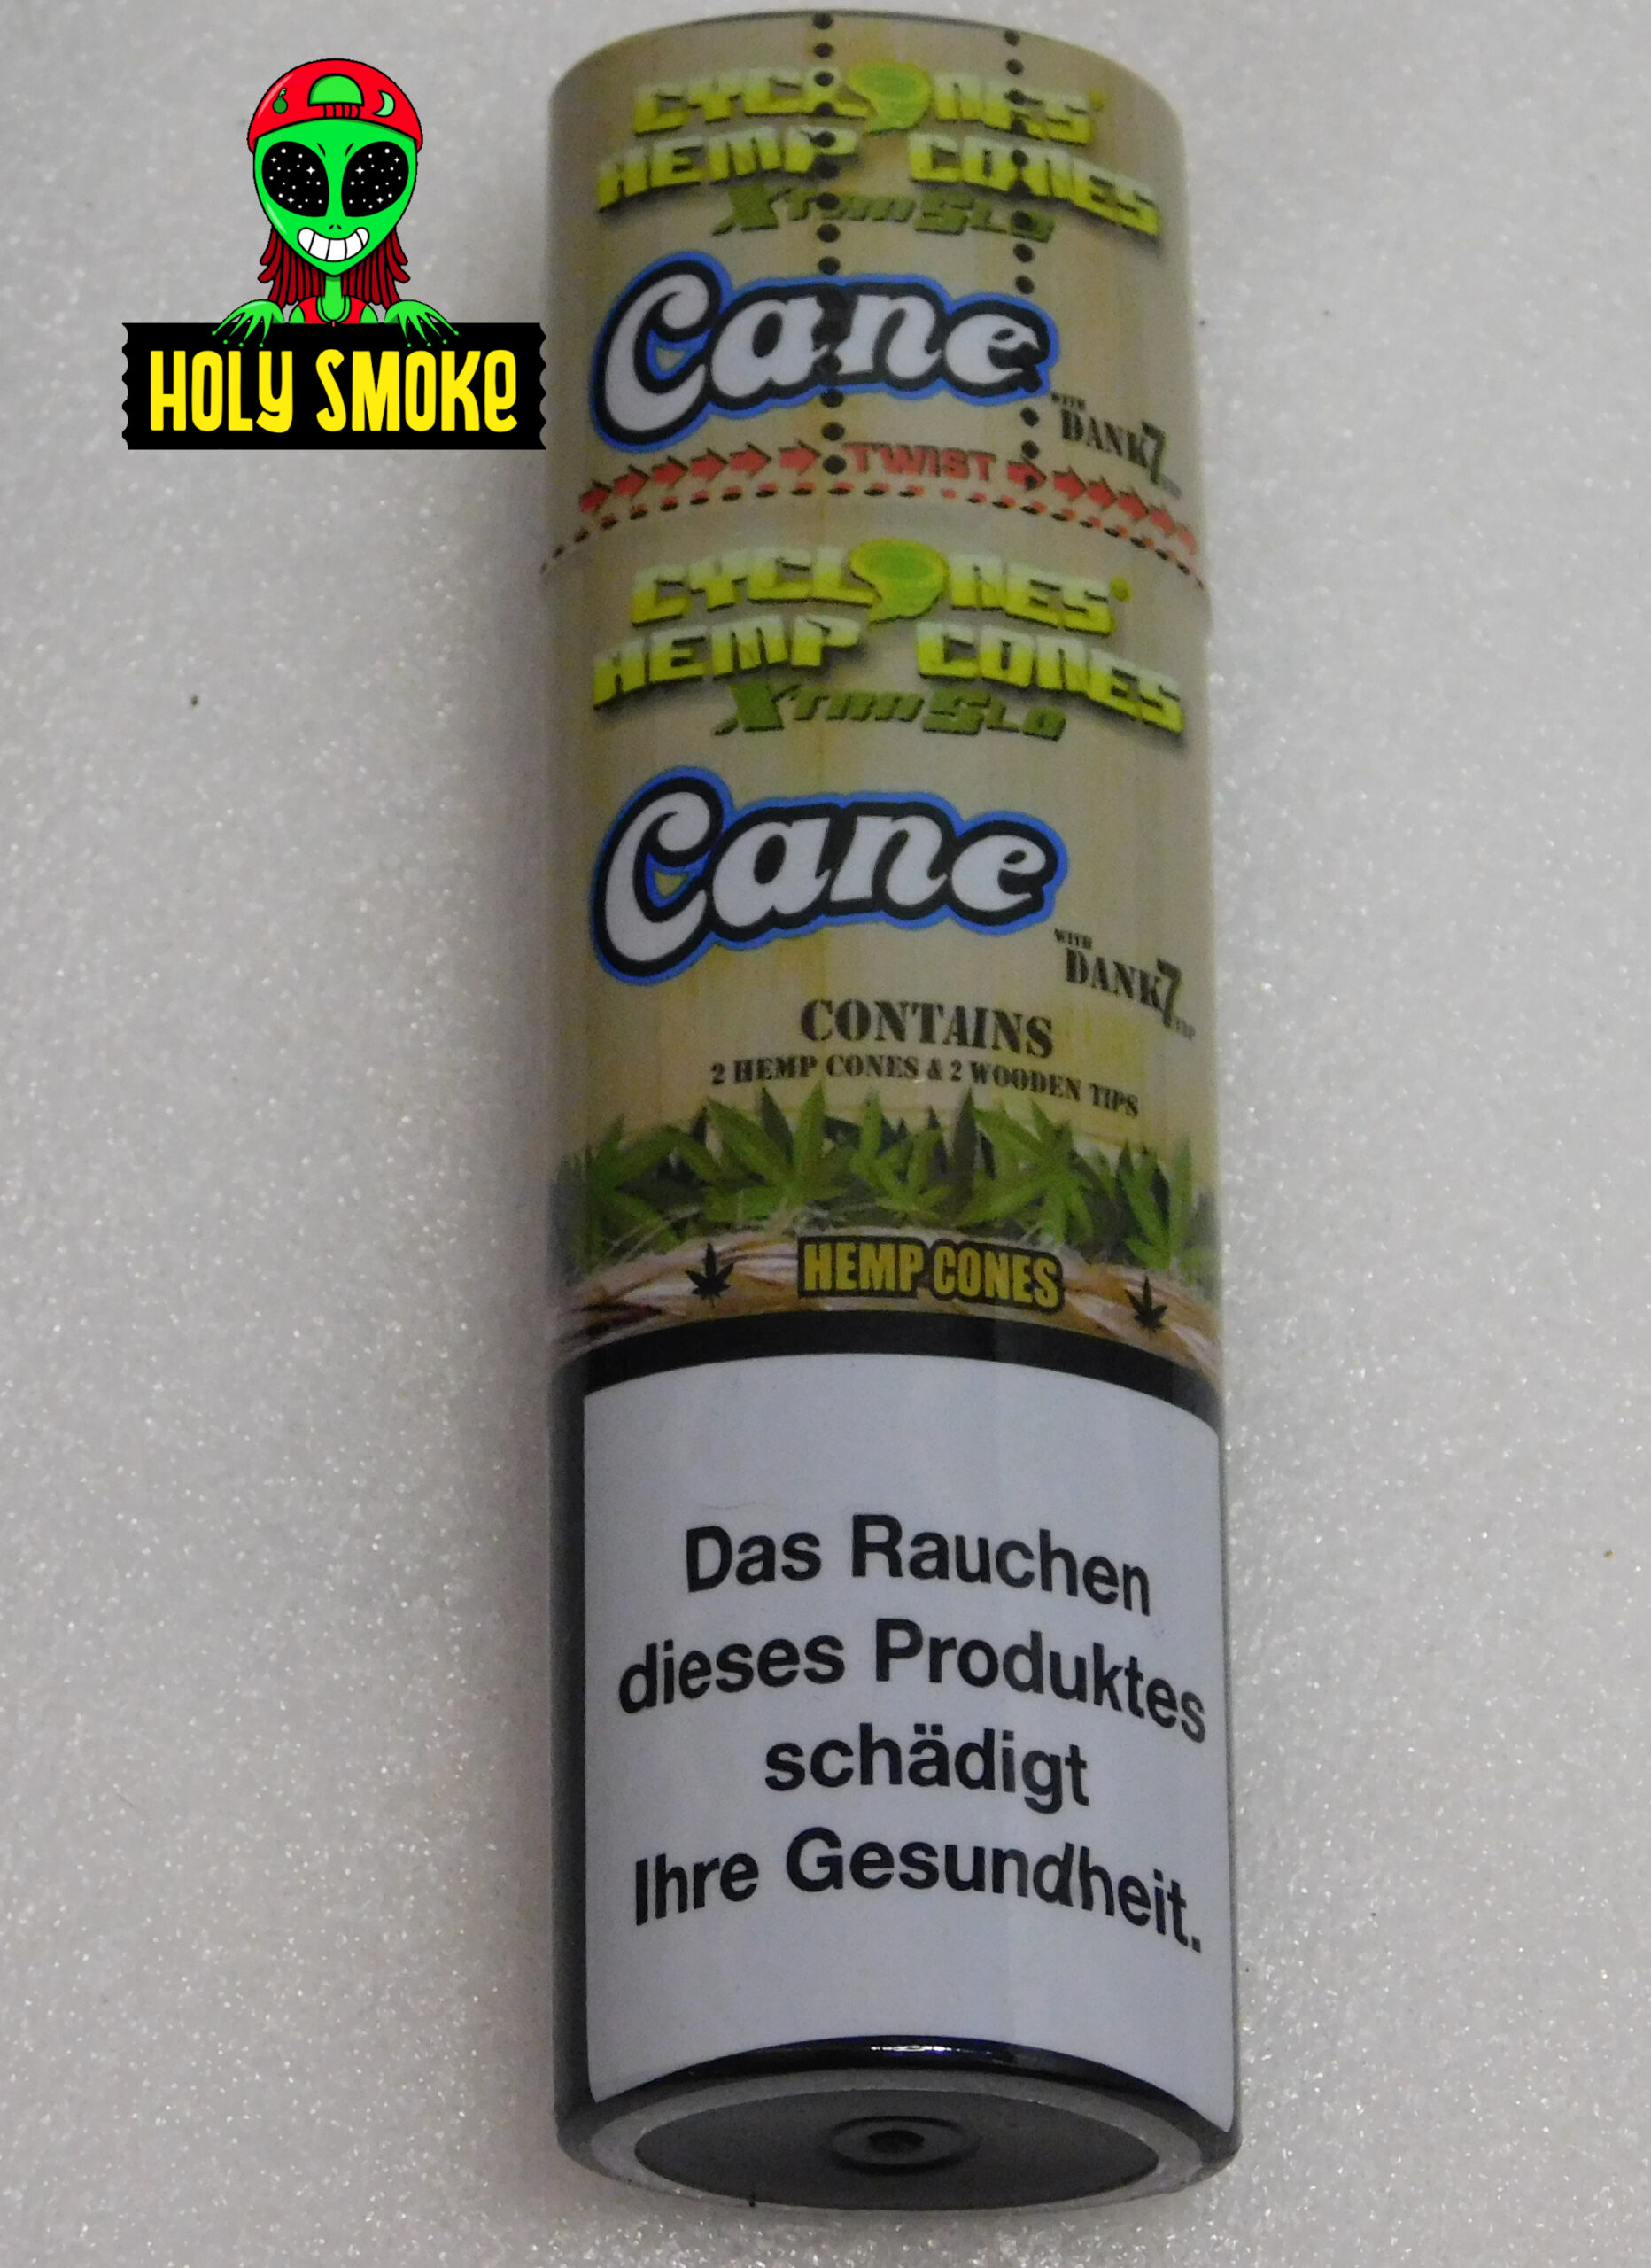 HOLY SMOKE
CYCLONES
HEMP CONES
XTRA SLO
Cane
WITH
DANK7
TWIST
CYCLONES
HEMP CONES
XTRA SLO
Cane
WITH
DANK7
TIP
CONTAINS
2 HEMP CONES & 2 WOODEN TIPS
HEMP CONES
Das Rauchen
dieses Produktes
schädigt
Ihre Gesundheit.